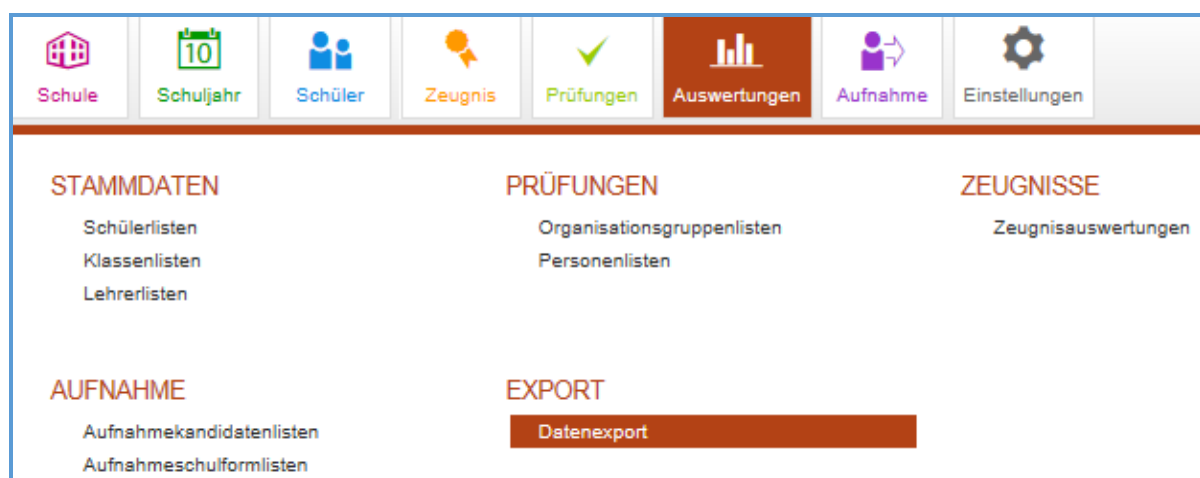 10
Schule Schuljahr Schüler Zeugnis Prüfungen Auswertungen Aufnahme Einstellungen
STAMMDATEN
Schülerlisten
Klassenlisten
Lehrerlisten
PRÜFUNGEN
Organisationsgruppenlisten
Personenlisten
ZEUGNISSE
Zeugnisauswertungen
AUFNAHME
Aufnahmekandidatenlisten
Aufnahmeschulformlisten
EXPORT
Datenexport